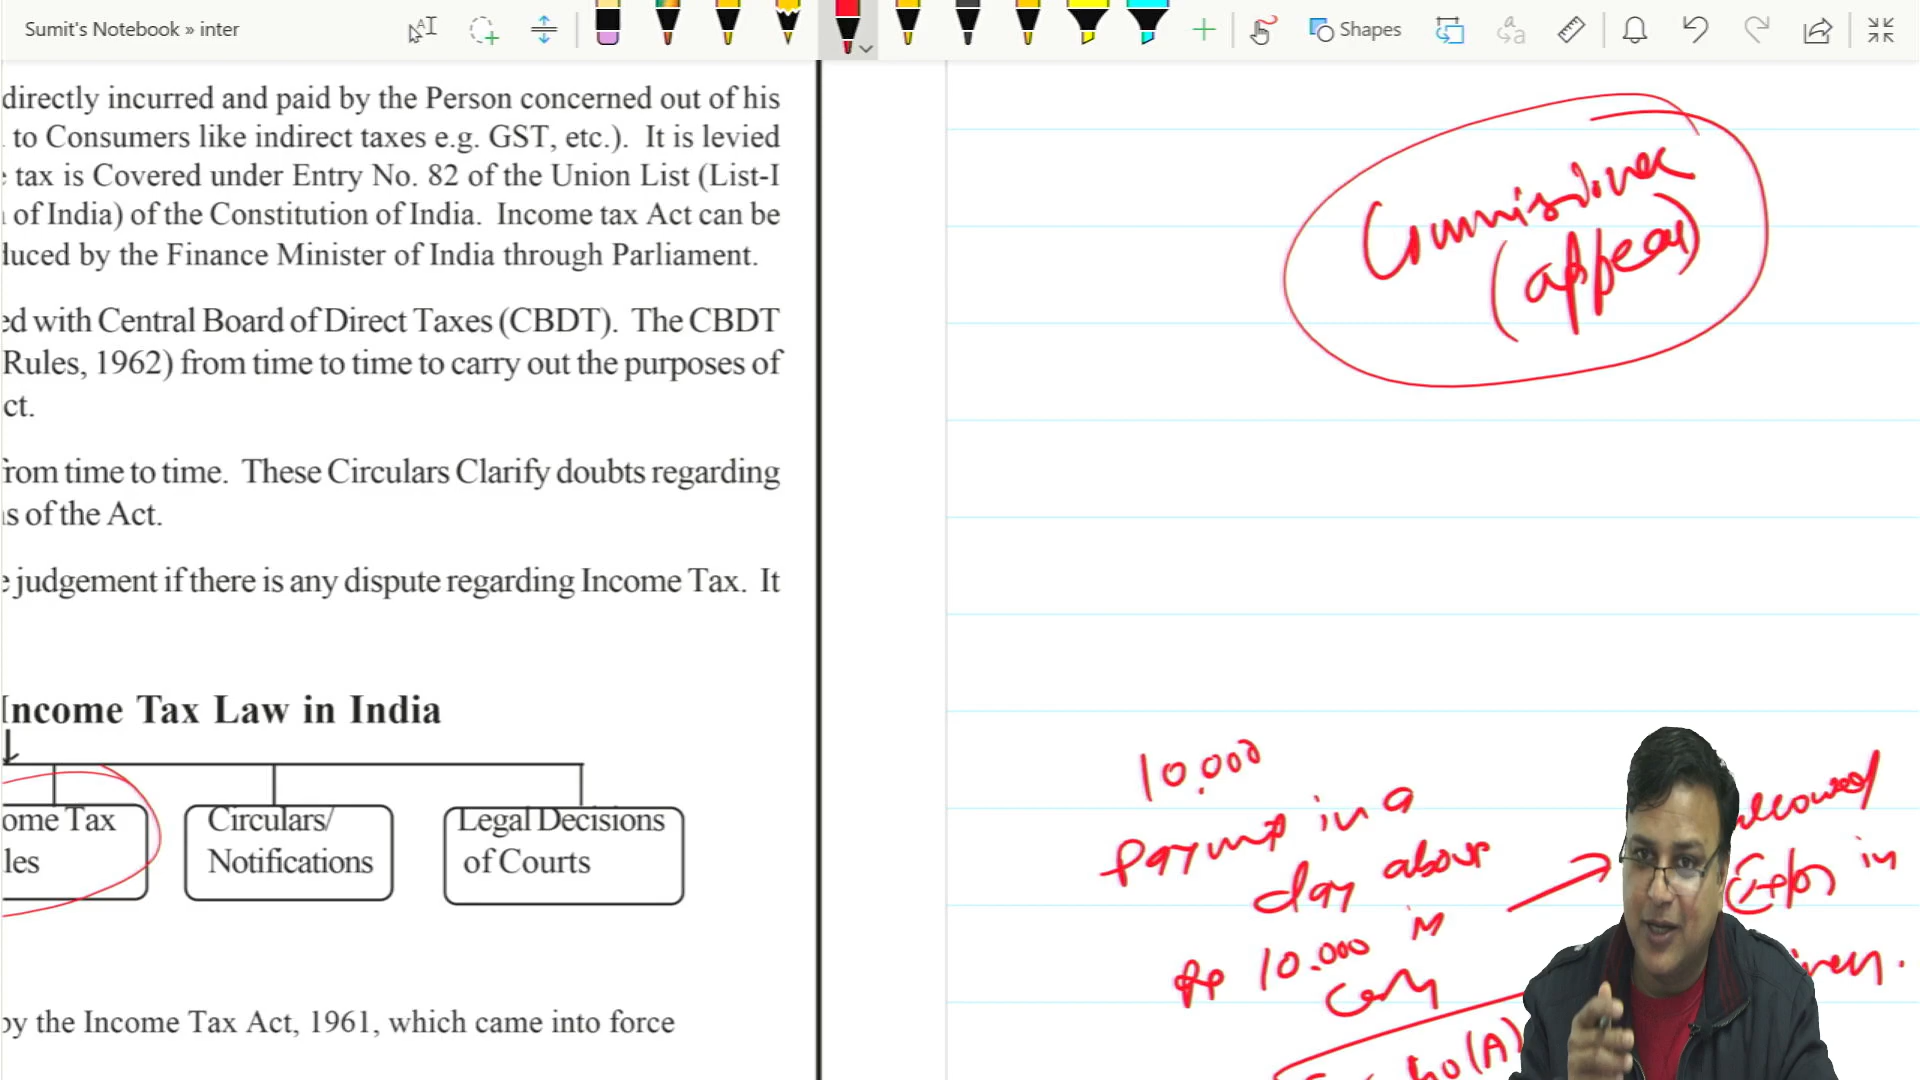 Sumit's Notebook » inter
Shapes
directly incurred and paid by the Person concerned out of his
to Consumers like indirect taxes e.g. GST, etc.). It is levied
tax is Covered under Entry No. 82 of the Union List (List-I
of India) of the Constitution of India. Income tax Act can be
duced by the Finance Minister of India through Parliament.
ed with Central Board of Direct Taxes (CBDT). The CBDT
Rules, 1962) from time to time to carry out the purposes of
ct.
from time to time. These Circulars Clarify doubts regarding
s of the Act.
e judgement if there is any dispute regarding Income Tax. It
Income Tax Law in India
ome Tax
les
Circulars/
Notifications
Legal Decisions
of Courts
by the Income Tax Act, 1961, which came into force
Commissioner
(appeal)
10,000
Payment in a
day above
Rs 10,000 in
cash
in
(A)